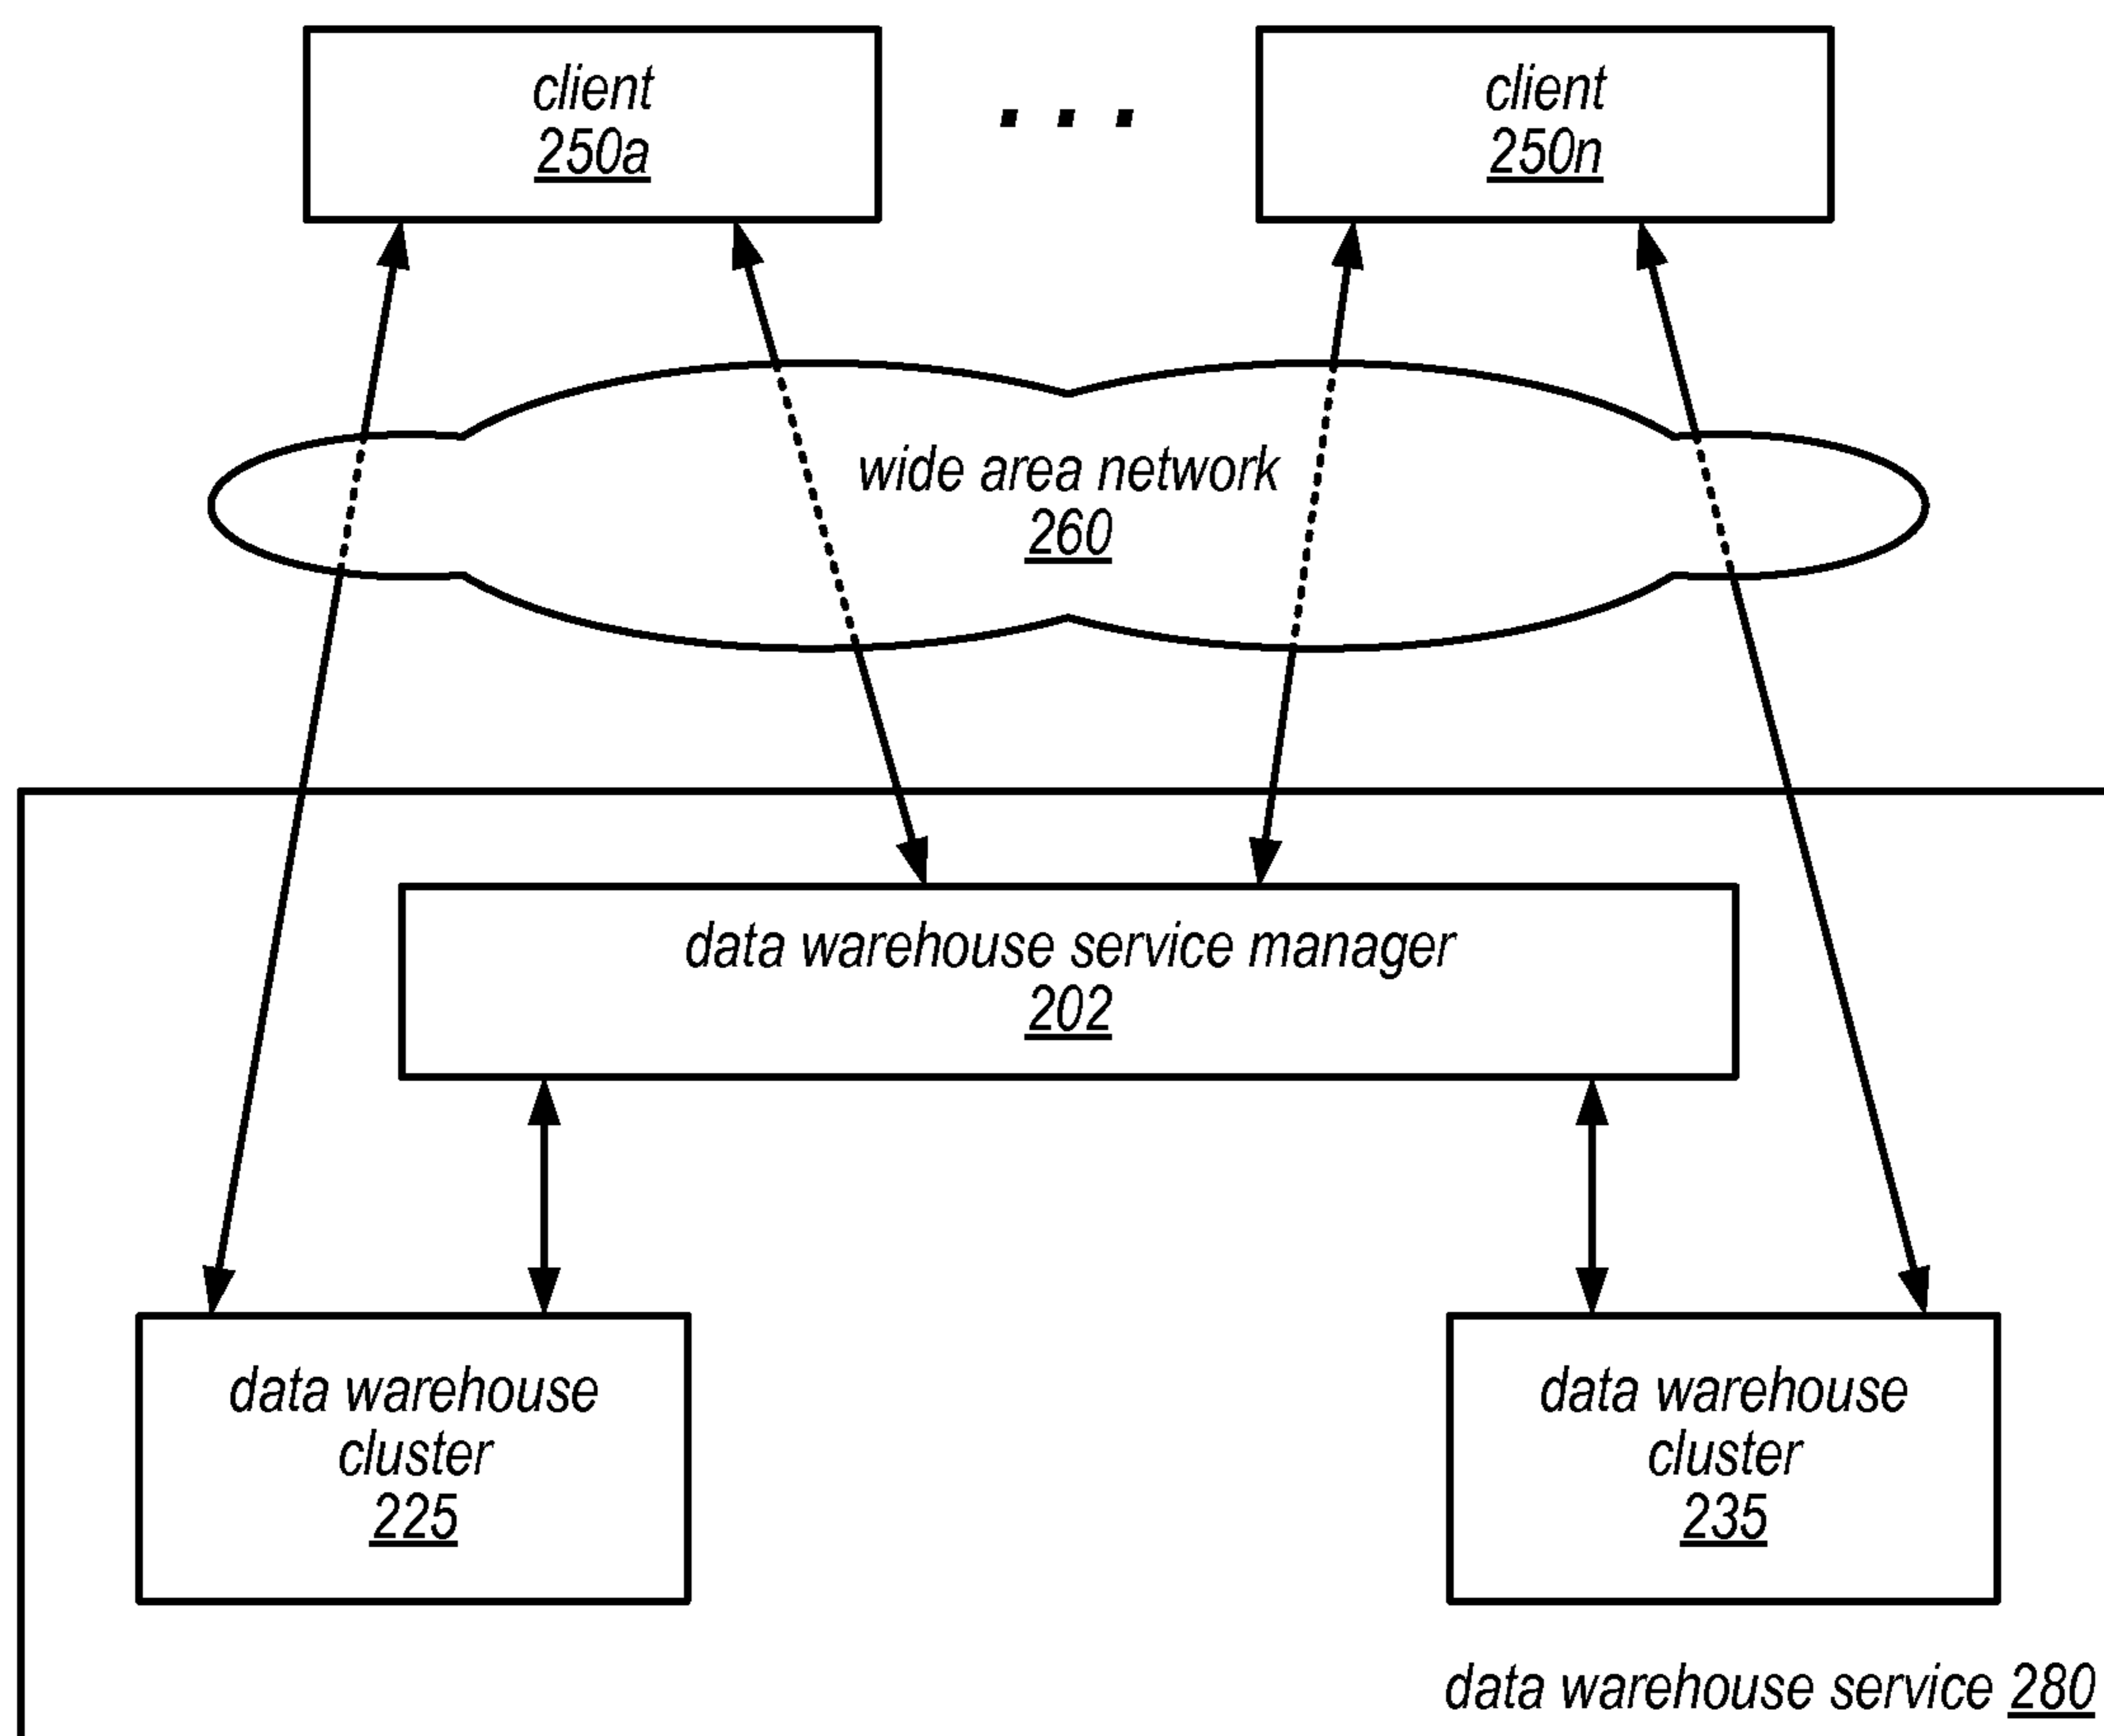 client
250a
. . .
client
250n
wide area network
260
data warehouse service manager
202
data warehouse
cluster
225
data warehouse
cluster
235
data warehouse service 280